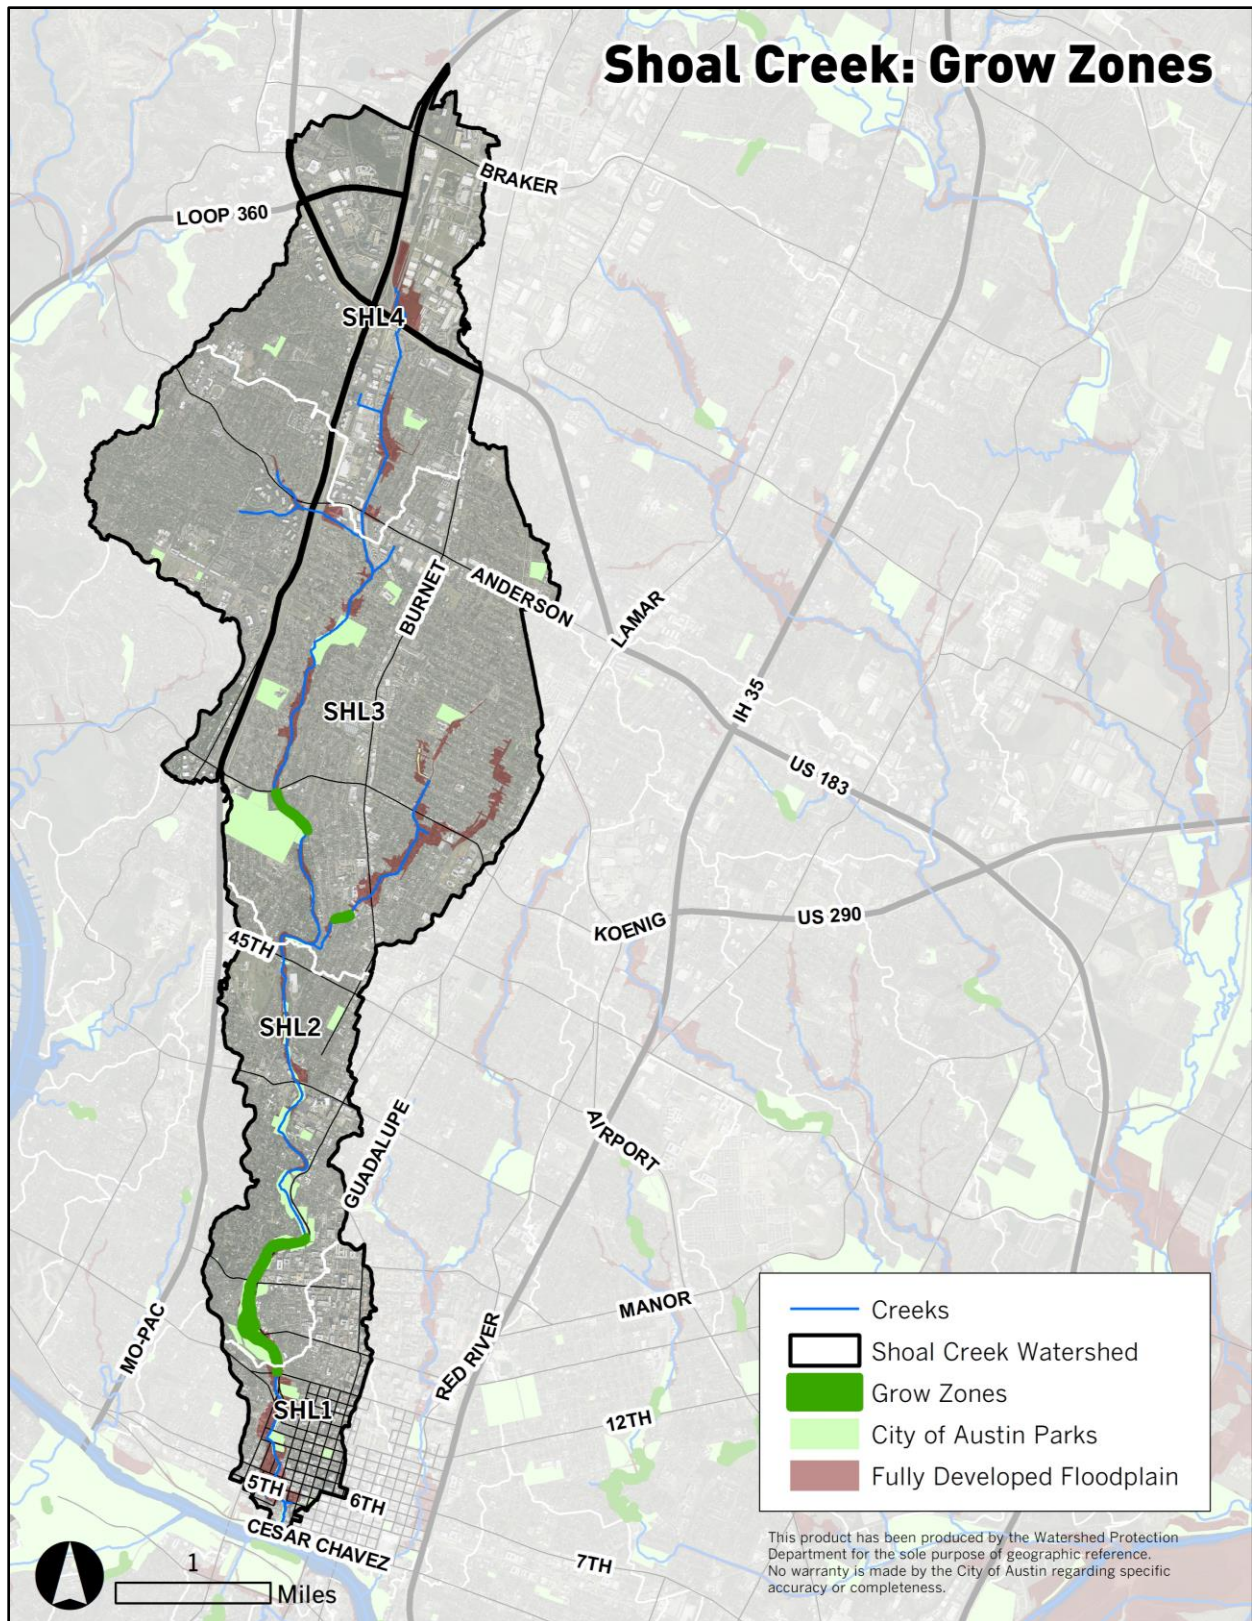 Shoal Creek: Grow Zones
BRAKER
LOOP 360
SHL4
BURNET
ANDERSON
LAMAR
IH 35
SHL3
US 183
KOENIG
US 290
45TH
SHL2
GUADALUPE
AIRPORT
MO-PAC
RED RIVER
MANOR
SHL1
12TH
5TH
6TH
CESAR CHAVEZ
7TH
Creeks
Shoal Creek Watershed
Grow Zones
City of Austin Parks
Fully Developed Floodplain
This product has been produced by the Watershed Protection
Department for the sole purpose of geographic reference.
No warranty is made by the City of Austin regarding specific
accuracy or completeness.
1
Miles